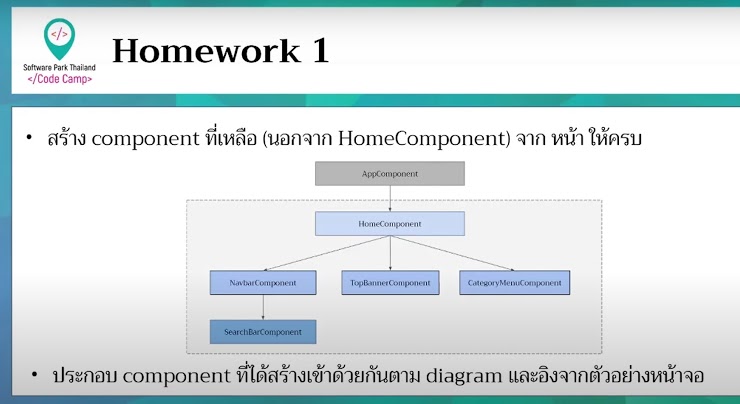 </>
Software Park Thailand
</Code Camp>
Homework 1
• สร้าง component ที่เหลือ (นอกจาก HomeComponent) จาก หน้า ให้ครบ
AppComponent
HomeComponent
NavbarComponent
TopBannerComponent
CategoryMenuComponent
SearchBarComponent
• ประกอบ component ที่ได้สร้างเข้าด้วยกันตาม diagram และอิงจากตัวอย่างหน้าจอ